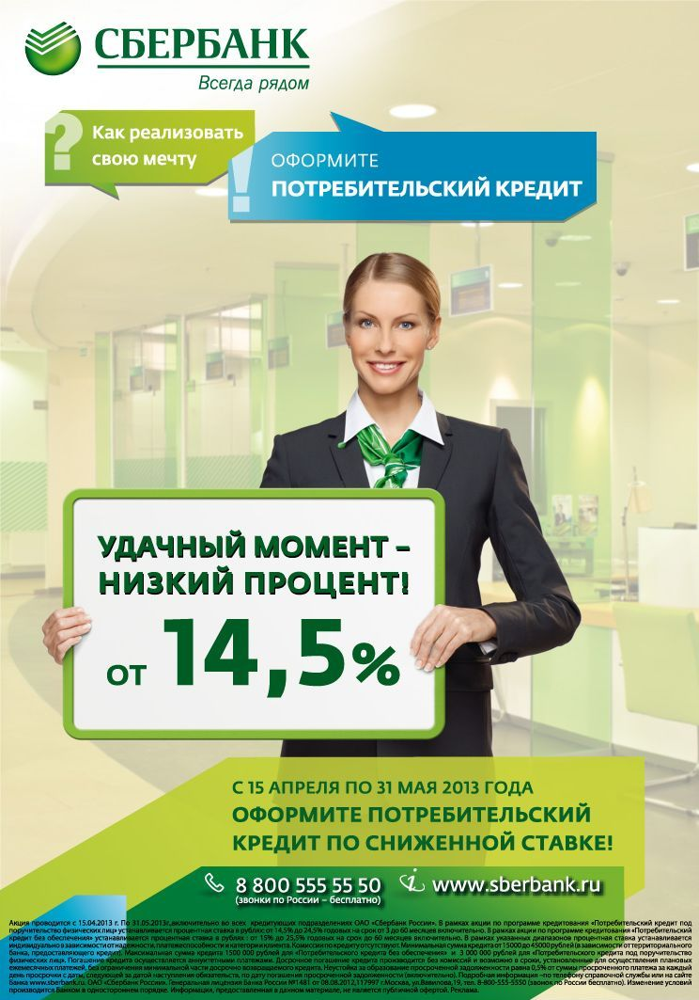 СБЕРБАНК
Всегда рядом
? Как реализовать
свою мечту
! ОФОРМИТЕ
ПОТРЕБИТЕЛЬСКИЙ КРЕДИТ
УДАЧНЫЙ МОМЕНТ –
НИЗКИЙ ПРОЦЕНТ!
ОТ 14,5%
С 15 АПРЕЛЯ ПО 31 МАЯ 2013 ГОДА
ОФОРМИТЕ ПОТРЕБИТЕЛЬСКИЙ
КРЕДИТ ПО СНИЖЕННОЙ СТАВКЕ!
8 800 555 55 50
(звонки по России – бесплатно)
www.sberbank.ru
Акция проводится с 15.04.2013 г. По 31.05.2013г.,включительно во всех кредитующих подразделениях ОАО «Сбербанк России». В рамках акции по программе кредитования «Потребительский кредит под
поручительство физических лиц» устанавливается процентная ставка в рублях: от 14,5% до 24,5% годовых на срок от 3 до 60 месяцев включительно. В рамках акции по программе кредитования «Потребительский
кредит без обеспечения» устанавливается процентная ставка в рублях : от 15% до 25,5% годовых на срок до 60 месяцев включительно. В рамках указанных диапазонов процентная ставка устанавливается
индивидуально в зависимости от надежности, платежеспособности и категории клиента. Комиссии по кредиту отсутствуют. Минимальная сумма кредита от 15000 до 45000 рублей (в зависимости от территориального
банка, предоставляющего кредит). Максимальная сумма кредита 1500 000 рублей для «Потребительского кредита без обеспечения» и 3 000 000 рублей для «Потребительского кредита под поручительство
физических лиц». Погашение кредита осуществляется аннуитетными платежами. Досрочное погашение кредита производится без комиссий и возможно в сроки, установленные для осуществления плановых
ежемесячных платежей, без ограничения минимальной части досрочно возвращаемого кредита. Неустойка за образование просроченной задолженности равна 0,5% от суммы просроченного платежа за каждый
день просрочки с даты, следующей за датой наступления обязательств, по дату погашения просроченной задолженности (включительно). Подробная информация –по телефону справочной службы или на сайте
Банка www.sberbank.ru. ОАО «Сбербанк России». Генеральная лицензия Банка России №1481 от 08.08.2012,117997 г.Москва, ул.Вавилова,19, тел. 8-800-555-5550 (звонок по России бесплатно). Изменение условий
производится Банком в одностороннем порядке. Информация, предоставленная в данном материале, не является публичной офертой. Реклама.